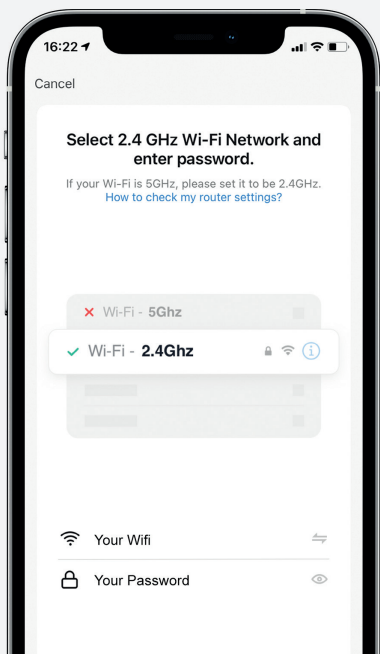 16:22
Cancel
Select 2.4 GHz Wi-Fi Network and
enter password.
If your Wi-Fi is 5GHz, please set it to be 2.4GHz.
How to check my router settings?
Wi-Fi - 5Ghz
Wi-Fi - 2.4Ghz
Your Wifi
Your Password